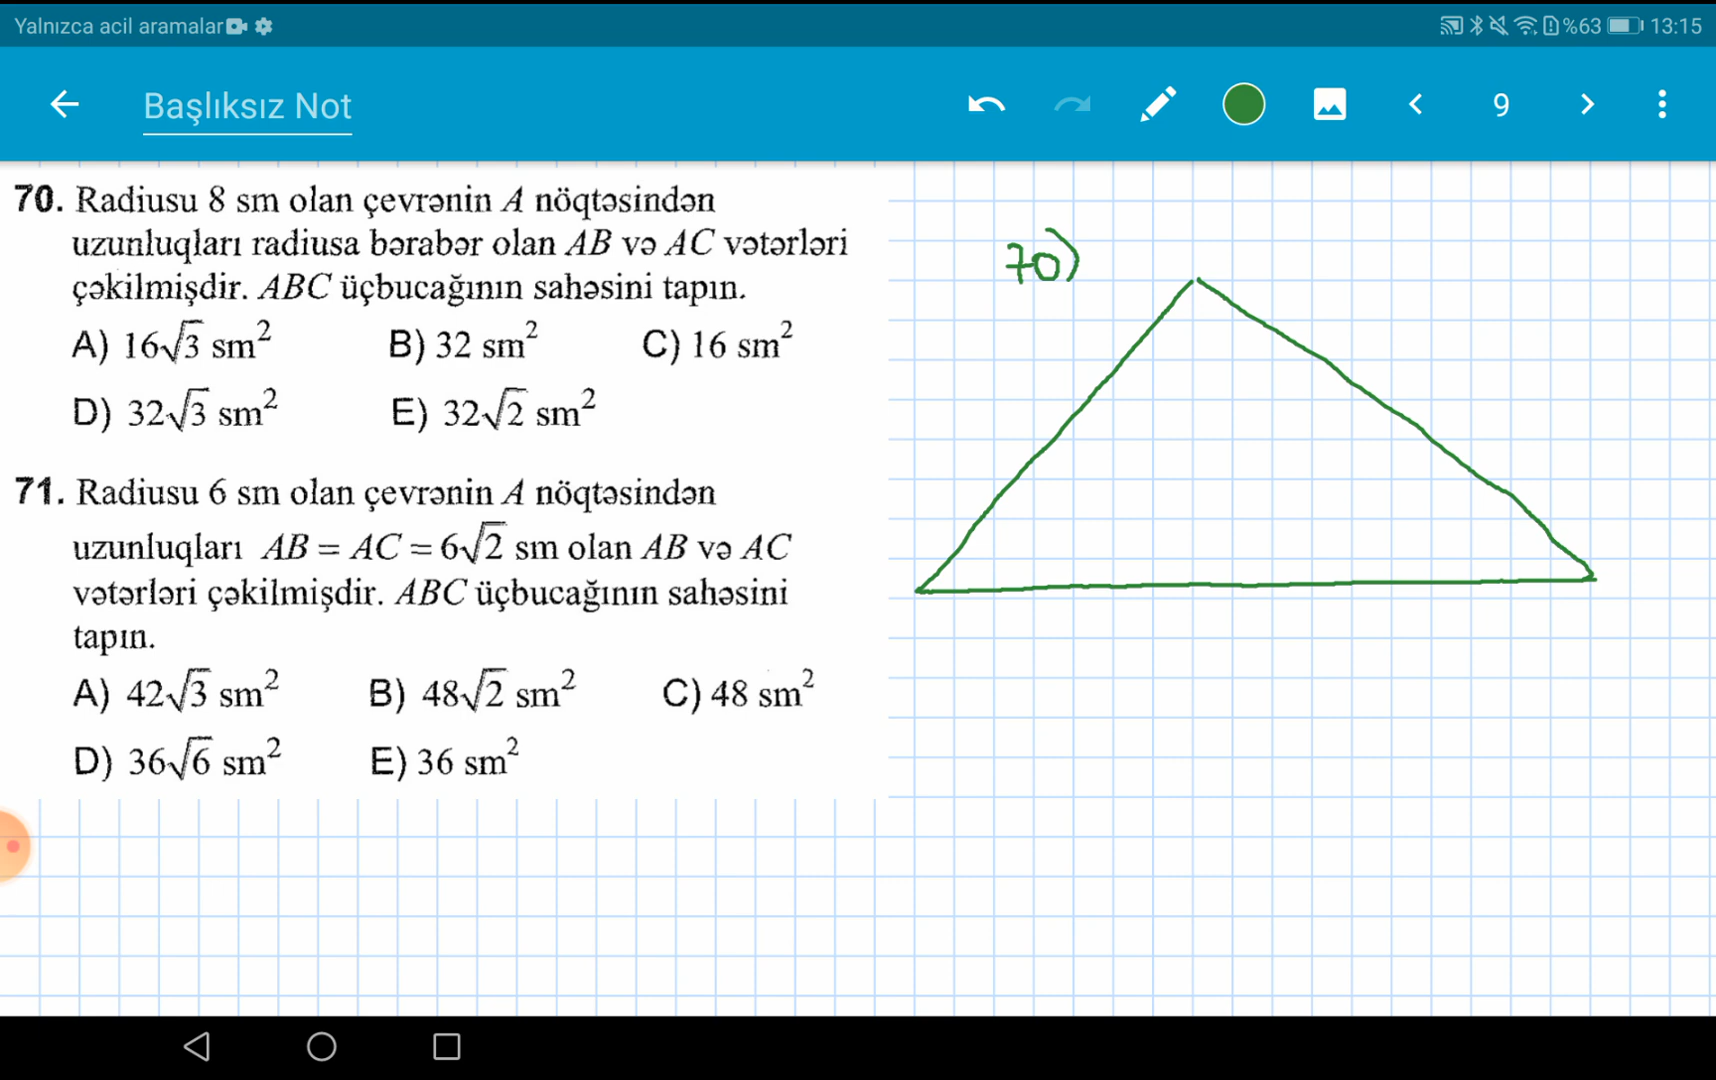 Yalnızca acil aramalar %63 13:15
Başlıksız Not 9
70. Radiusu 8 sm olan çevrənin A nöqtəsindən
uzunluqları radiusa bərabər olan AB və AC vətərləri
çəkilmişdir. ABC üçbucağının sahəsini tapın.
A) 16√3 sm² B) 32 sm² C) 16 sm²
D) 32√3 sm² E) 32√2 sm²
71. Radiusu 6 sm olan çevrənin A nöqtəsindən
uzunluqları AB = AC = 6√2 sm olan AB və AC
vətərləri çəkilmişdir. ABC üçbucağının sahəsini
tapın.
A) 42√3 sm² B) 48√2 sm² C) 48 sm²
D) 36√6 sm² E) 36 sm²
70)